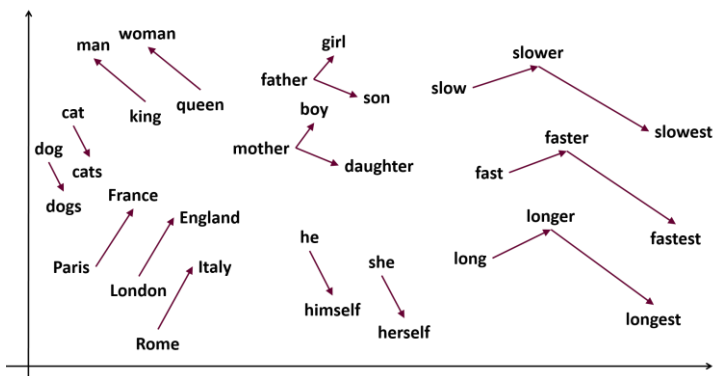 man
woman
king
queen
cat
cats
dog
dogs
France
England
Italy
Paris
London
Rome
girl
father
son
boy
mother
daughter
he
himself
she
herself
slow
slower
slowest
fast
faster
fastest
long
longer
longest